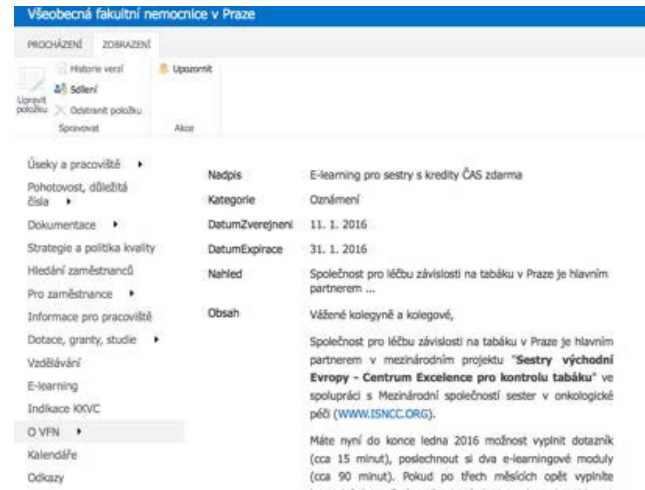 Všeobecná fakultní nemocnice v Praze
PROCHÁZENÍ ZOBRAZENÍ
Historie verzí
Sdílení
Upravit
položku
Odstranit položku
Spravovat
Upozornit
Akce
Úseky a pracoviště
Pohotovost, důležitá
čísla
Dokumentace
Strategie a politika kvality
Hledání zaměstnanců
Pro zaměstnance
Informace pro pracoviště
Dotace, granty, studie
Vzdělávání
E-learning
Indikace KKVC
O VFN
Kalendáře
Odkazy
Nadpis E-learning pro sestry s kredity ČAS zdarma
Kategorie Oznámení
DatumZverejneni 11. 1. 2016
DatumExpirace 31. 1. 2016
Nahled Společnost pro léčbu závislosti na tabáku v Praze je hlavním
partnerem ...
Obsah Vážené kolegyně a kolegové,
Společnost pro léčbu závislosti na tabáku v Praze je hlavním
partnerem v mezinárodním projektu "Sestry východní
Evropy - Centrum Excelence pro kontrolu tabáku" ve
spolupráci s Mezinárodní společností sester v onkologické
péči (WWW.ISNCC.ORG).
Máte nyní do konce ledna 2016 možnost vyplnit dotazník
(cca 15 minut), poslechnout si dva e-learningové moduly
(cca 90 minut). Pokud po třech měsících opět vyplníte